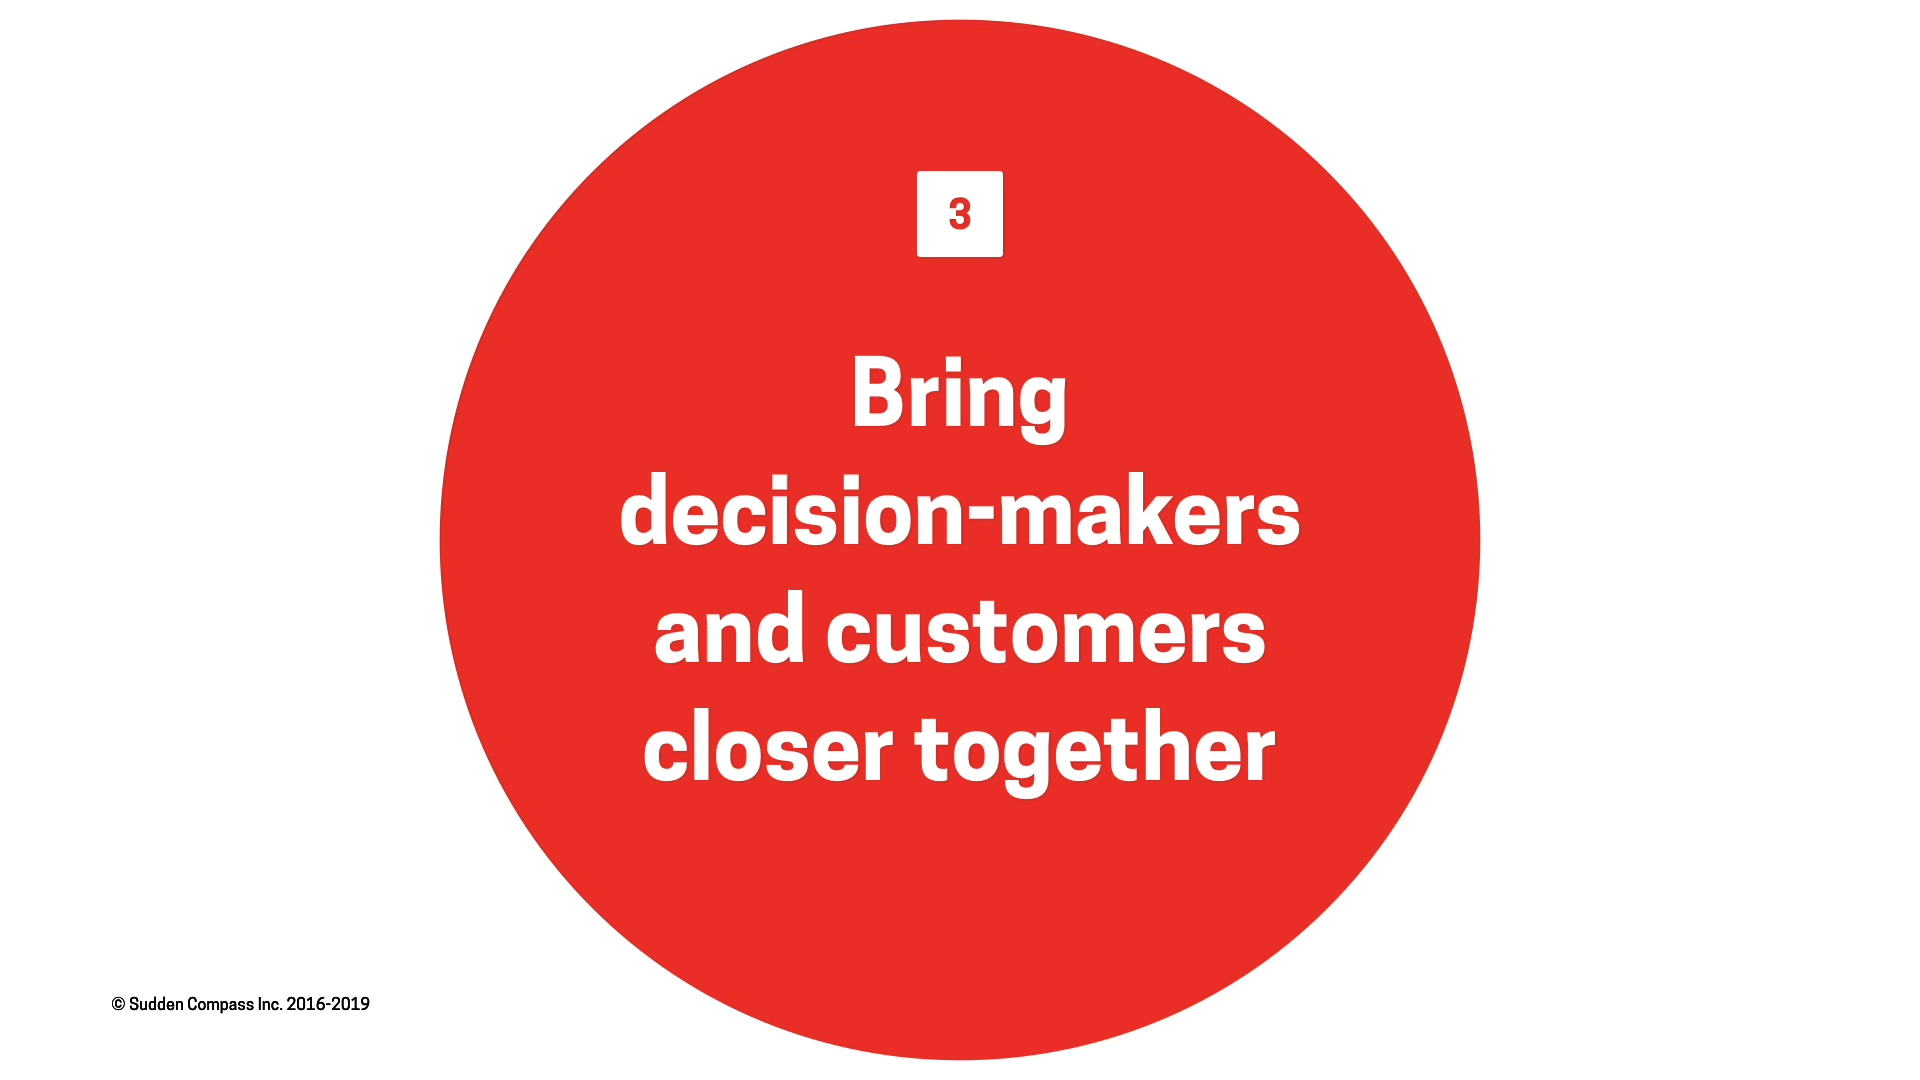 3
Bring
decision-makers
and customers
closer together
© Sudden Compass Inc. 2016-2019